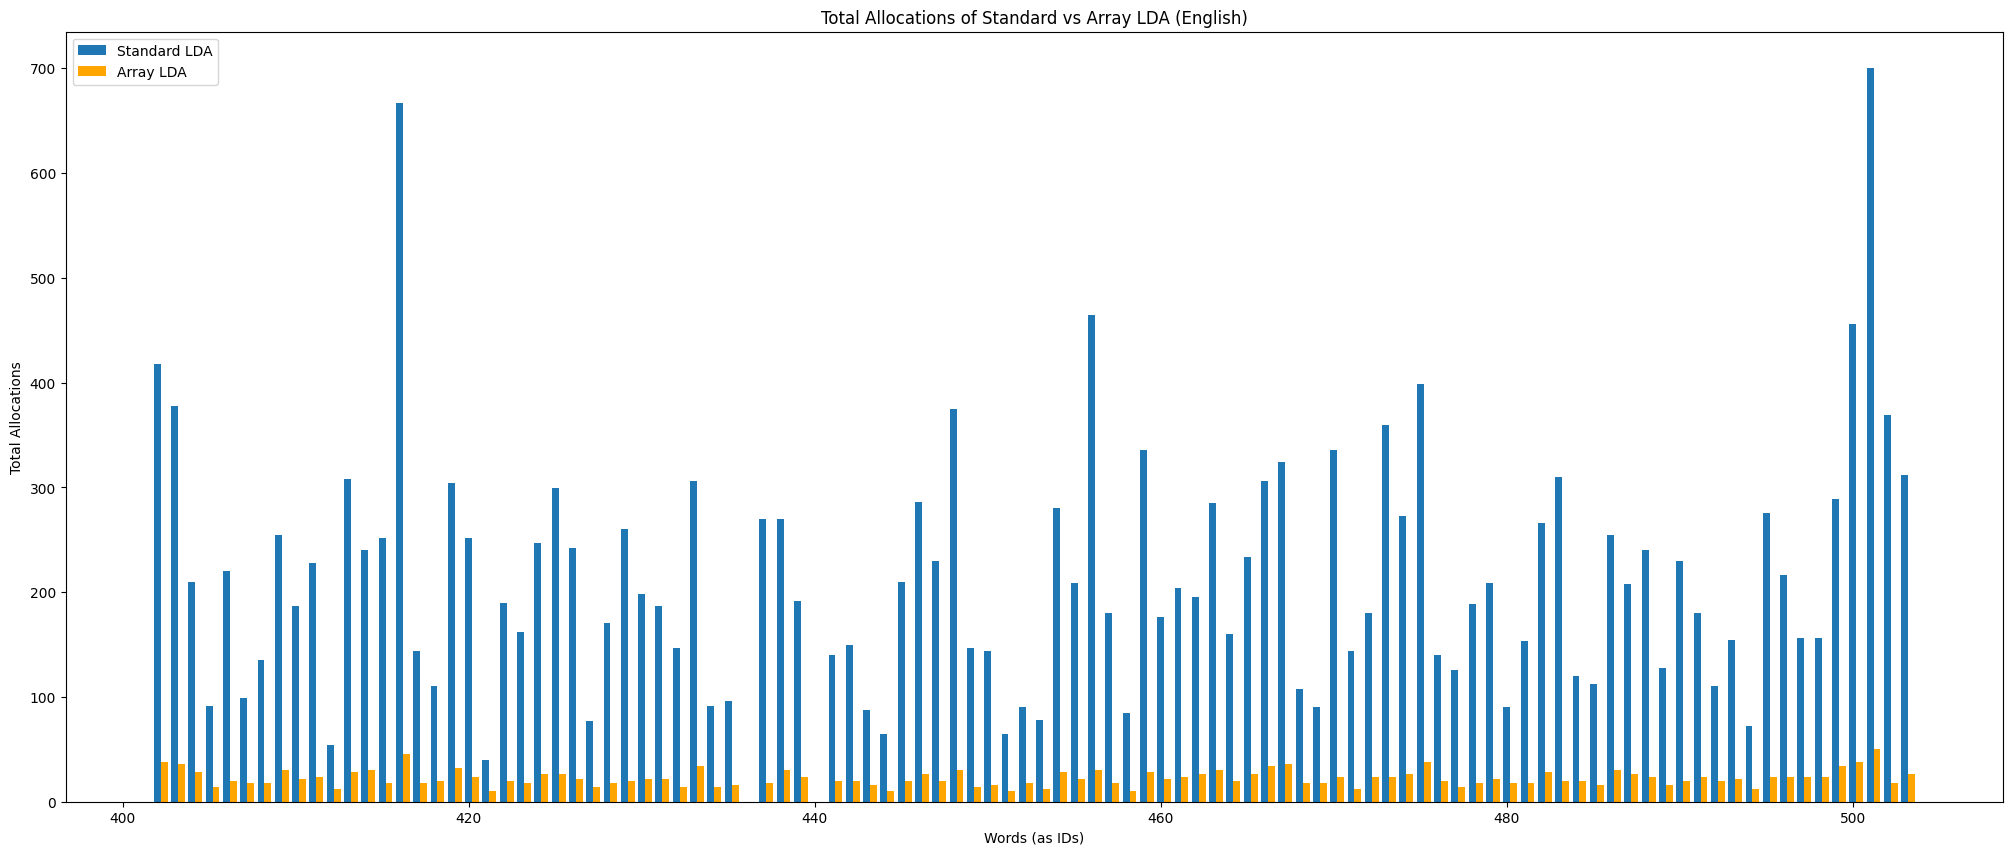 Total Allocations of Standard vs Array LDA (English)
Standard LDA
Array LDA
Total Allocations
700
600
500
400
300
200
100
0
400
420
440
460
480
500
Words (as IDs)